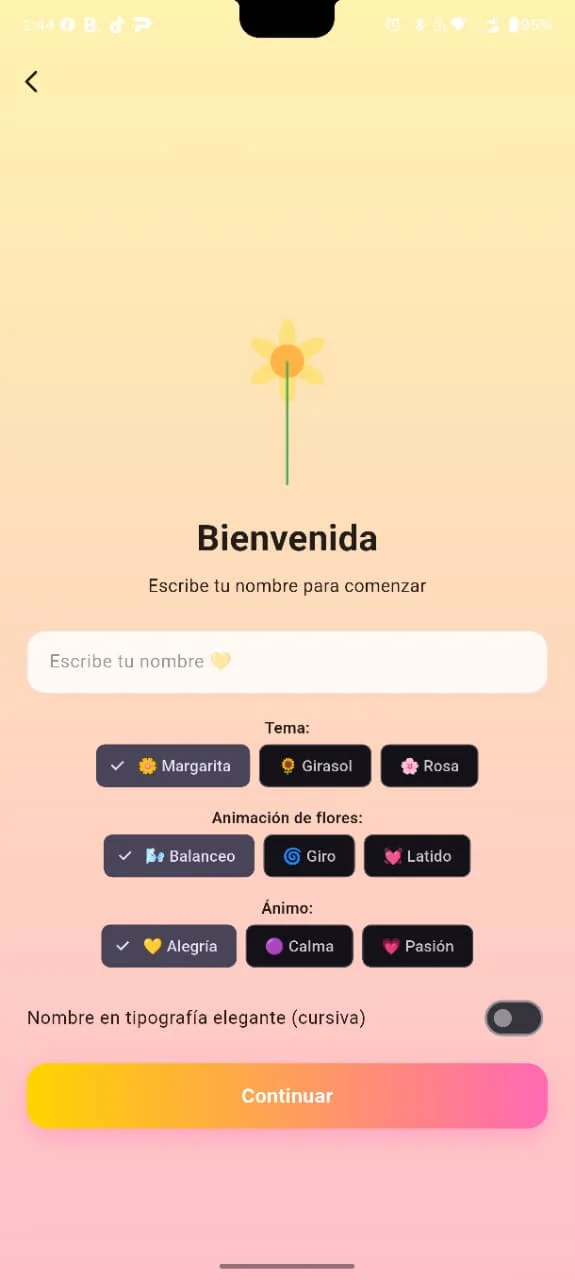 1:44
95%
Bienvenida
Escribe tu nombre para comenzar
Escribe tu nombre 💛
Tema:
🌼 Margarita 🌻 Girasol 🌸 Rosa
Animación de flores:
🌬️ Balanceo 🌀 Giro 💓 Latido
Ánimo:
💛 Alegría 🟣 Calma 💗 Pasión
Nombre en tipografía elegante (cursiva)
Continuar